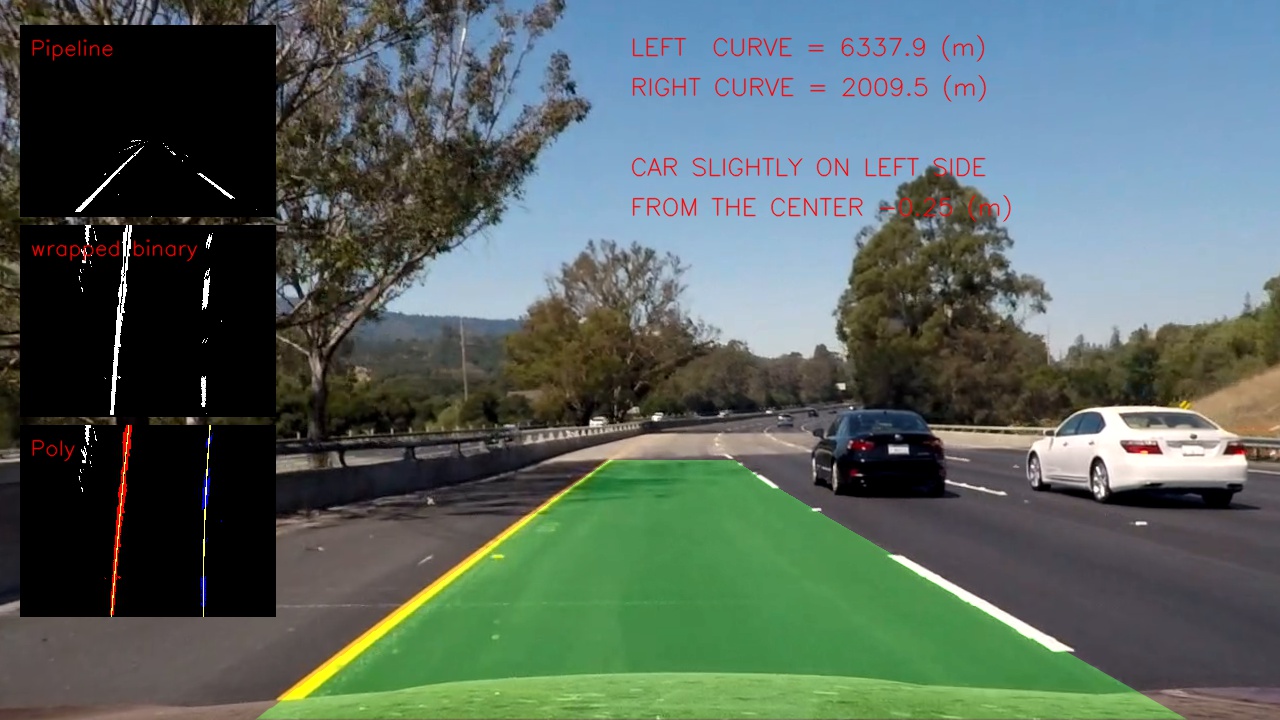 Pipeline
wrapped binary
Poly
LEFT CURVE = 6337.9 (m)
RIGHT CURVE = 2009.5 (m)
CAR SLIGHTLY ON LEFT SIDE
FROM THE CENTER -0.25 (m)